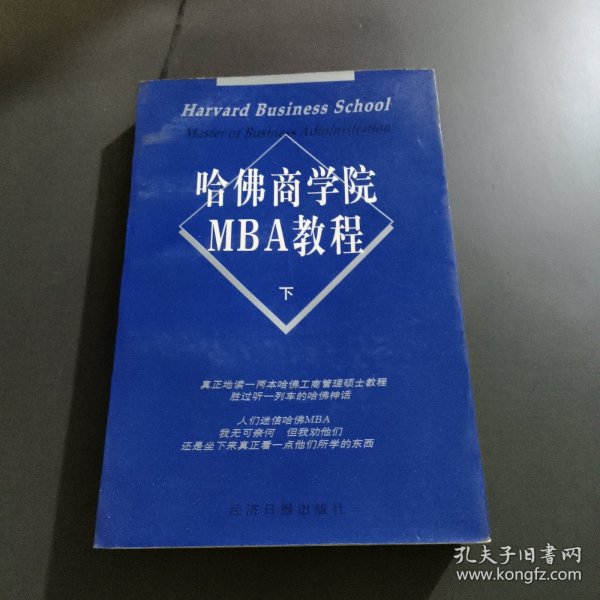 Harvard Business School
Master of Business Administration
哈佛商学院
MBA教程
下
真正地读一两本哈佛工商管理硕士教程
胜过听一列车的哈佛神话
人们迷信哈佛MBA
我无可奈何 但我劝他们
还是坐下来真正看一点他们所学的东西
经济日报出版社
孔夫子旧书网
www.kongfz.com